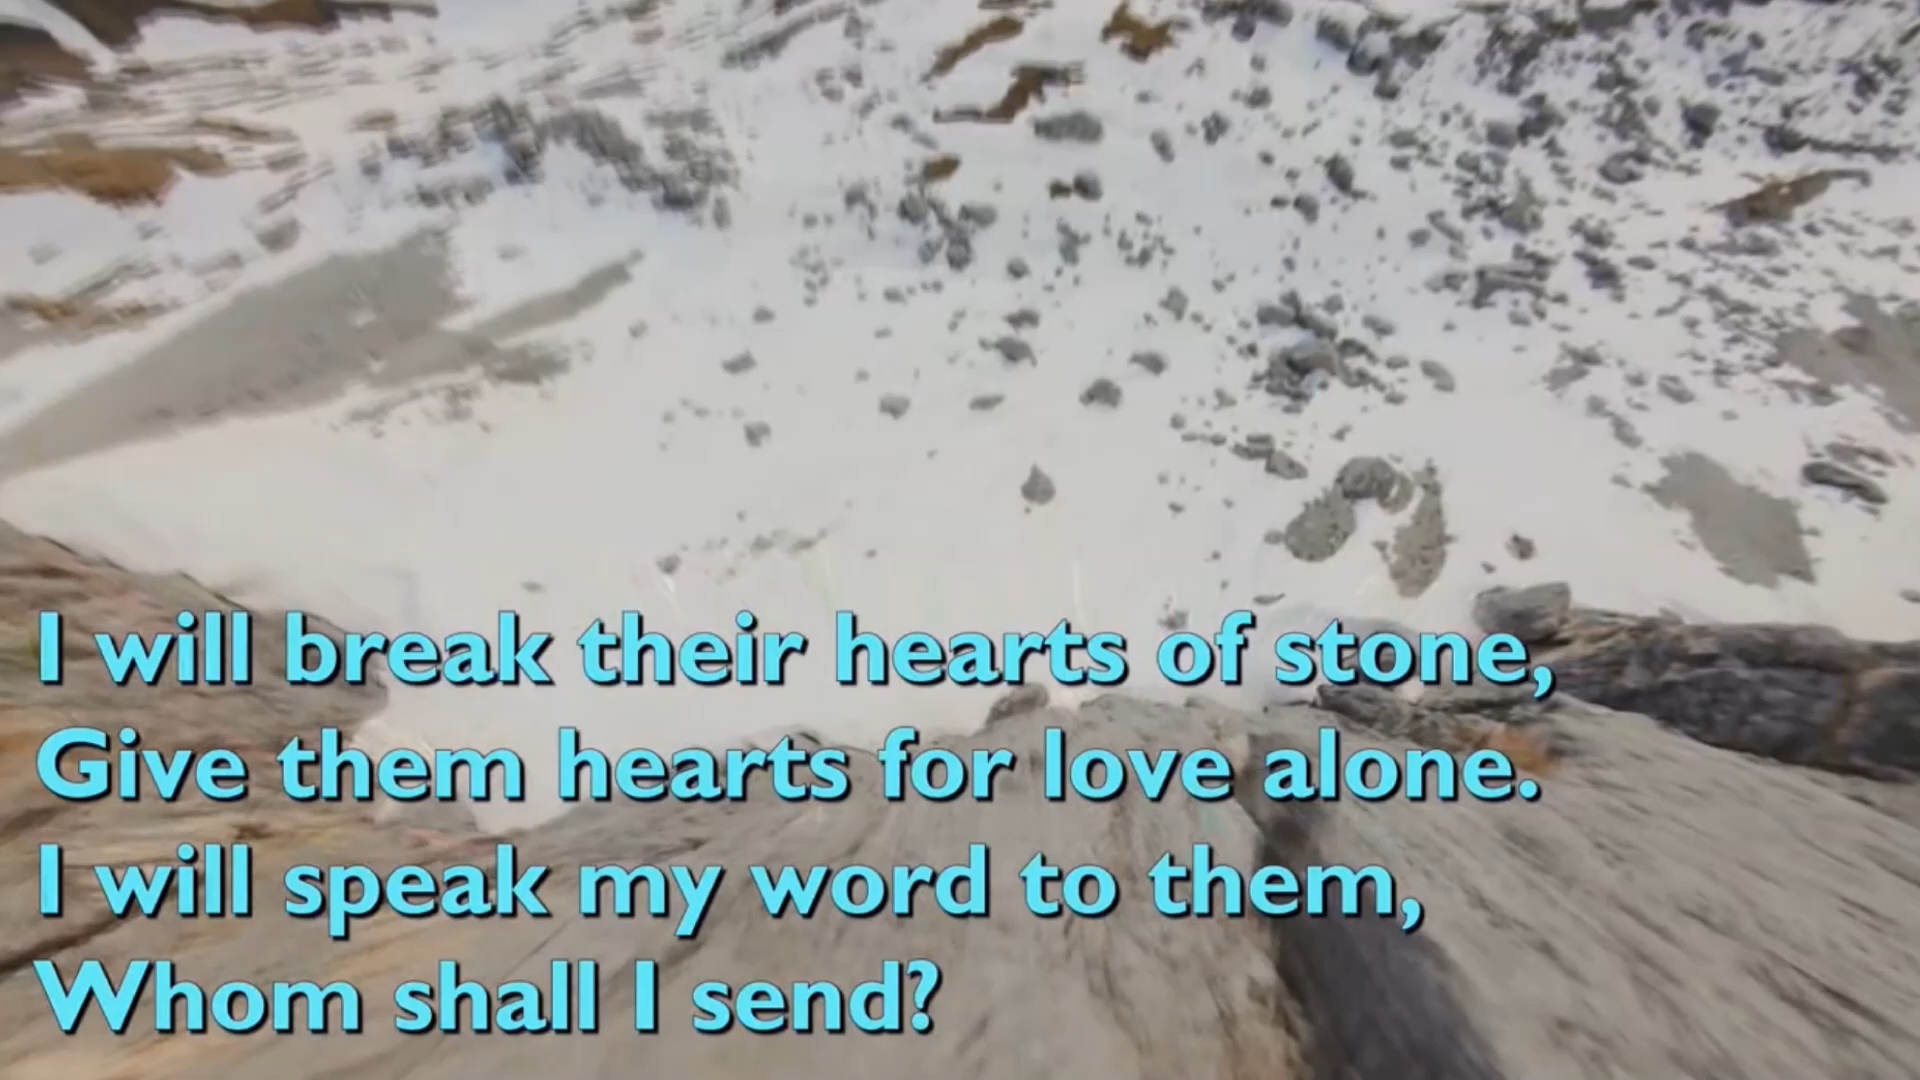 I will break their hearts of stone,
Give them hearts for love alone.
I will speak my word to them,
Whom shall I send?